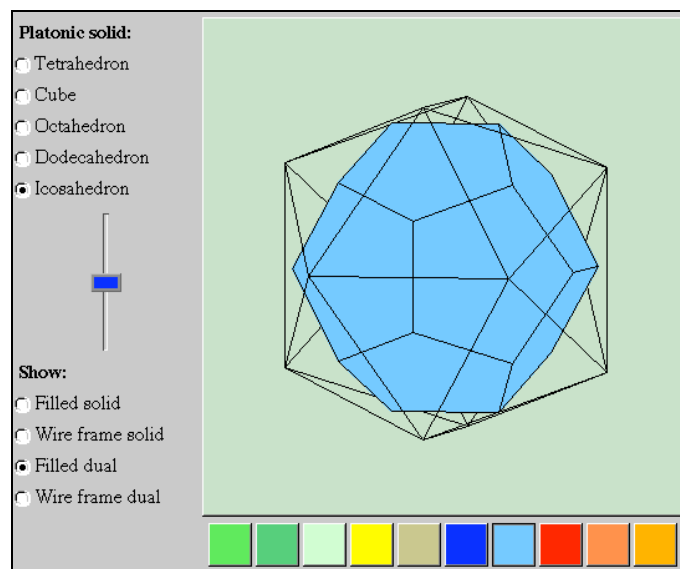 Platonic solid:
Tetrahedron
Cube
Octahedron
Dodecahedron
Icosahedron
Show:
Filled solid
Wire frame solid
Filled dual
Wire frame dual